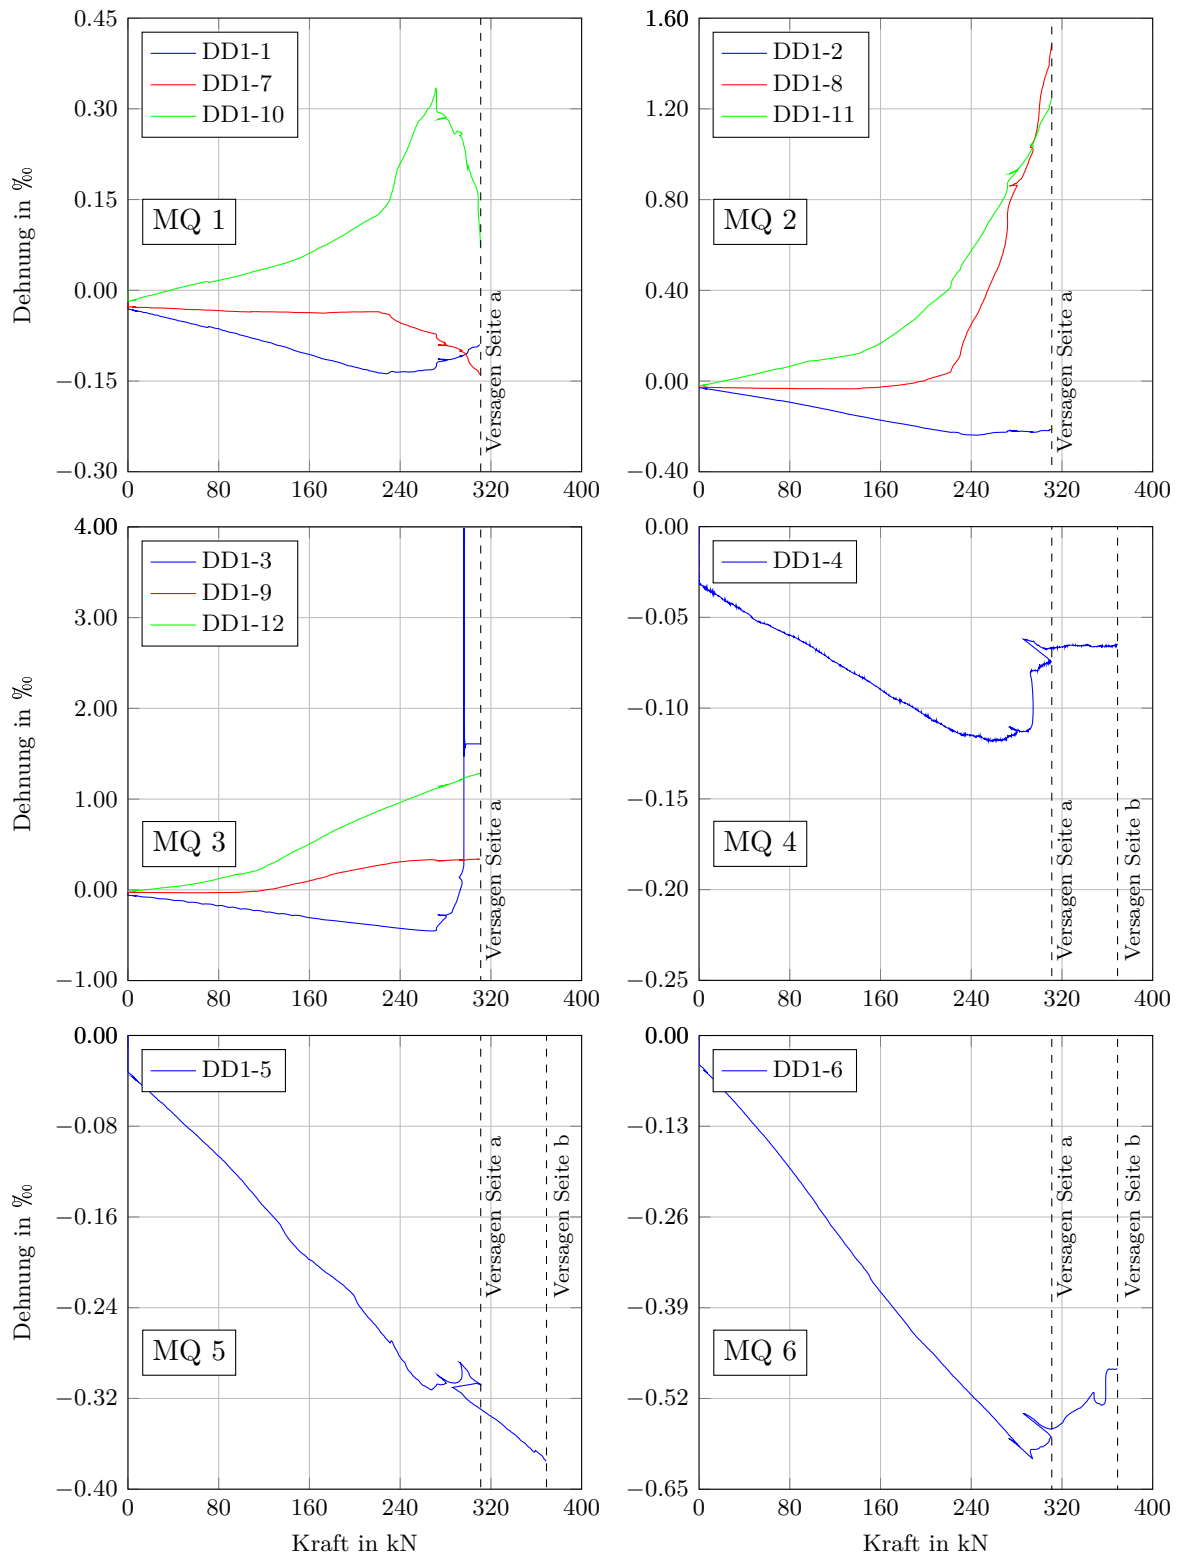 0.45
0.30
0.15
0.00
−0.15
−0.30
0
80
160
240
320
400
Dehnung in ‰
DD1-1
DD1-7
DD1-10
MQ 1
Versagen Seite a
1.60
1.20
0.80
0.40
0.00
−0.40
0
80
160
240
320
400
DD1-2
DD1-8
DD1-11
MQ 2
Versagen Seite a
4.00
3.00
2.00
1.00
0.00
−1.00
0
80
160
240
320
400
Dehnung in ‰
DD1-3
DD1-9
DD1-12
MQ 3
Versagen Seite a
0.00
−0.05
−0.10
−0.15
−0.20
−0.25
0
80
160
240
320
400
DD1-4
MQ 4
Versagen Seite a
Versagen Seite b
0.00
−0.08
−0.16
−0.24
−0.32
−0.40
0
80
160
240
320
400
Dehnung in ‰
Kraft in kN
DD1-5
MQ 5
Versagen Seite a
Versagen Seite b
0.00
−0.13
−0.26
−0.39
−0.52
−0.65
0
80
160
240
320
400
Kraft in kN
DD1-6
MQ 6
Versagen Seite a
Versagen Seite b